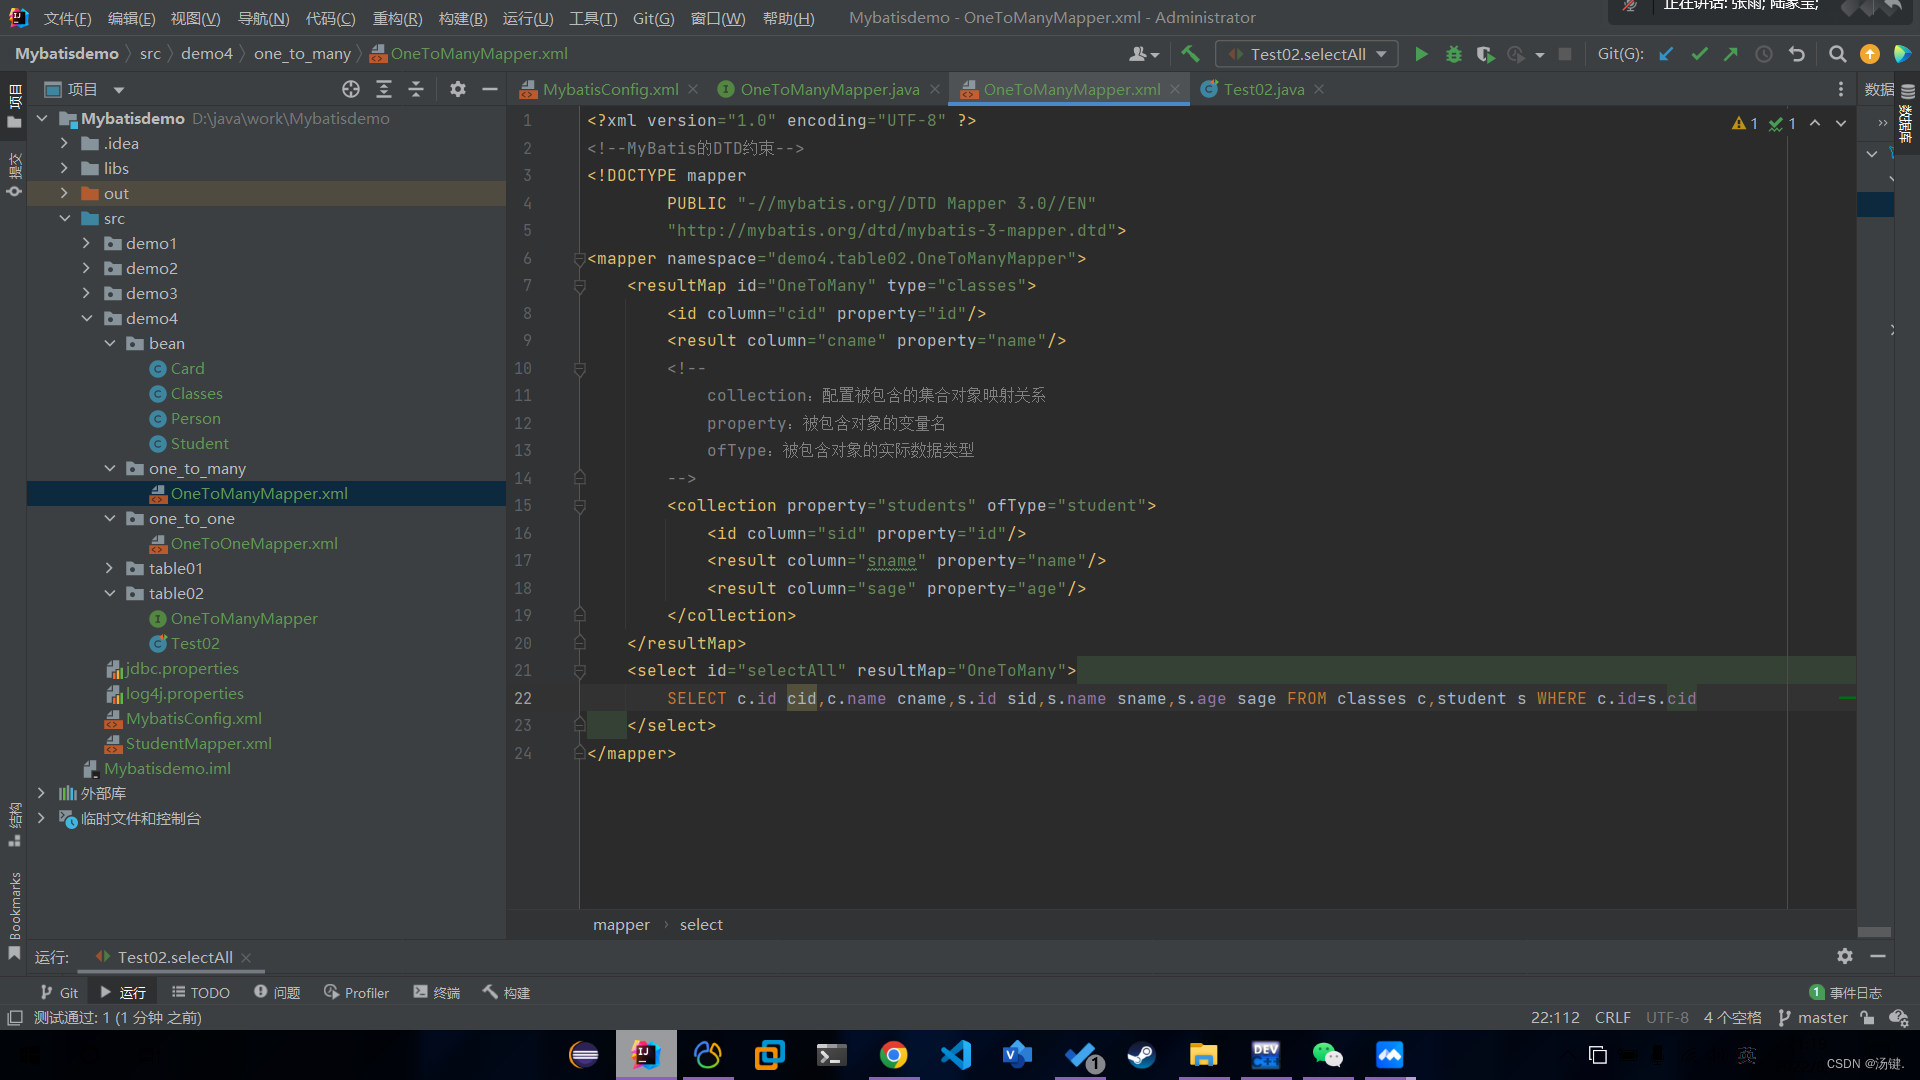 文件(F) 编辑(E) 视图(V) 导航(N) 代码(C) 重构(R) 构建(B) 运行(U) 工具(T) Git(G) 窗口(W) 帮助(H) Mybatisdemo - OneToManyMapper.xml - Administrator
正在讲话: 张雨; 陆家宝;
Mybatisdemo src demo4 one_to_many OneToManyMapper.xml
Test02.selectAll
Git(G):
项目
MybatisConfig.xml OneToManyMapper.java OneToManyMapper.xml Test02.java
数据
数据库
项目
提交
结构
Bookmarks
Mybatisdemo D:\java\work\Mybatisdemo
.idea
libs
out
src
demo1
demo2
demo3
demo4
bean
Card
Classes
Person
Student
one_to_many
OneToManyMapper.xml
one_to_one
OneToOneMapper.xml
table01
table02
OneToManyMapper
Test02
jdbc.properties
log4j.properties
MybatisConfig.xml
StudentMapper.xml
Mybatisdemo.iml
外部库
临时文件和控制台
1 1
1 <?xml version="1.0" encoding="UTF-8" ?>
2 <!--MyBatis的DTD约束-->
3 <!DOCTYPE mapper
4 PUBLIC "-//mybatis.org//DTD Mapper 3.0//EN"
5 "http://mybatis.org/dtd/mybatis-3-mapper.dtd">
6 <mapper namespace="demo4.table02.OneToManyMapper">
7 <resultMap id="OneToMany" type="classes">
8 <id column="cid" property="id"/>
9 <result column="cname" property="name"/>
10 <!--
11 collection：配置被包含的集合对象映射关系
12 property：被包含对象的变量名
13 ofType：被包含对象的实际数据类型
14 -->
15 <collection property="students" ofType="student">
16 <id column="sid" property="id"/>
17 <result column="sname" property="name"/>
18 <result column="sage" property="age"/>
19 </collection>
20 </resultMap>
21 <select id="selectAll" resultMap="OneToMany">
22 SELECT c.id cid,c.name cname,s.id sid,s.name sname,s.age sage FROM classes c,student s WHERE c.id=s.cid
23 </select>
24 </mapper>
mapper select
运行: Test02.selectAll
Git 运行 TODO 问题 Profiler 终端 构建
1 事件日志
测试通过: 1 (1 分钟 之前)
22:112 CRLF UTF-8 4 个空格 master
DEV C++
1
英
CSDN @汤键.